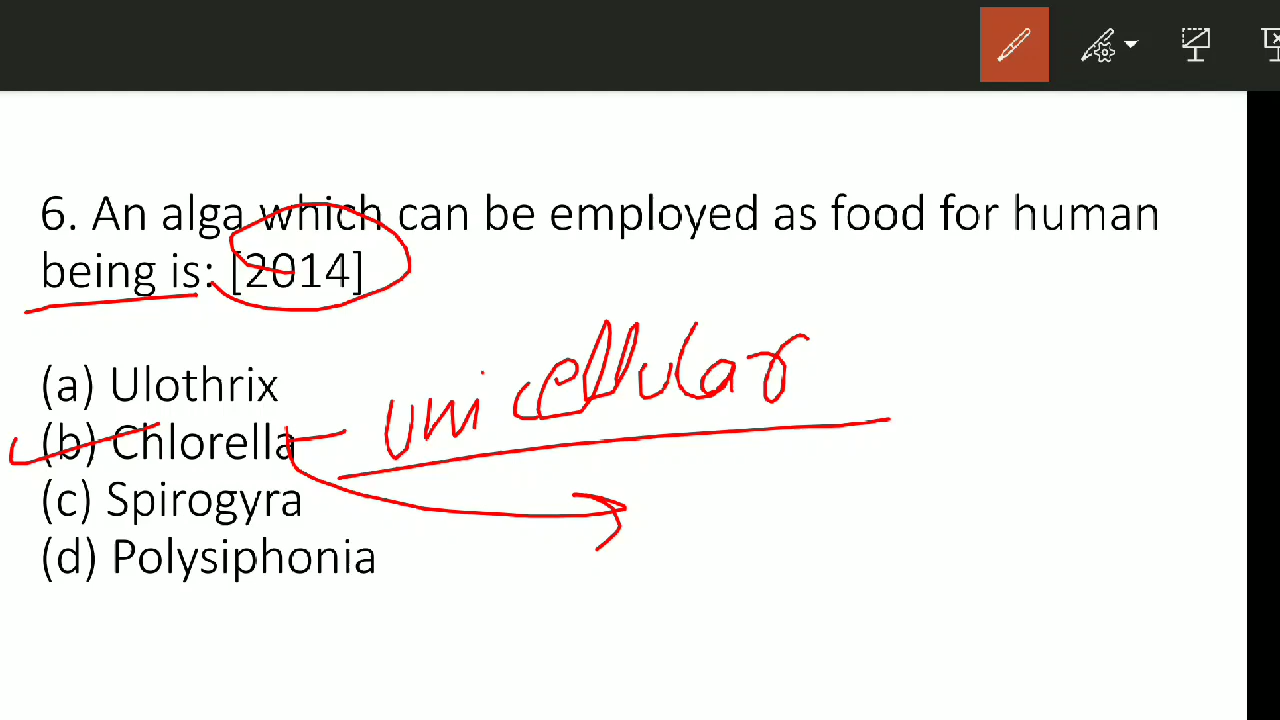 6. An alga which can be employed as food for human
being is: [2014]
(a) Ulothrix
unicellular
(b) Chlorella
(c) Spirogyra
(d) Polysiphonia